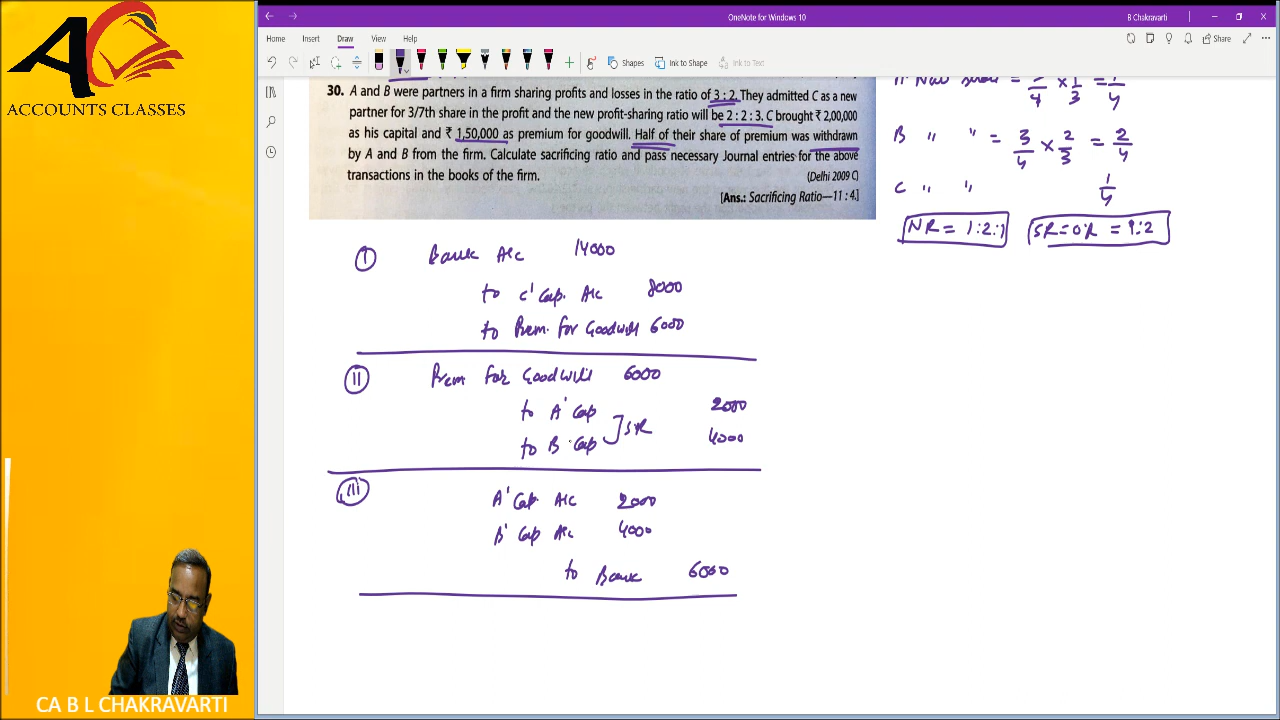 AC
ACCOUNTS CLASSES
OneNote for Windows 10
B Chakravarti
Home Insert Draw View Help
Share
Shapes
Ink to Shape
Ink to Text
30. A and B were partners in a firm sharing profits and losses in the ratio of 3 : 2. They admitted C as a new
partner for 3/7th share in the profit and the new profit-sharing ratio will be 2 : 2 : 3. C brought ₹ 2,00,000
as his capital and ₹ 1,50,000 as premium for goodwill. Half of their share of premium was withdrawn
by A and B from the firm. Calculate sacrificing ratio and pass necessary Journal entries for the above
transactions in the books of the firm.
(Delhi 2009 C)
[Ans.: Sacrificing Ratio—11 : 4.]
B " " = 3/4 × 2/3 = 2/4
C " " 1/4
NR = 1:2:1
SR = OR = 1:2
I Bank A/c 14000
to C' Cap. A/c 8000
to Prem. for Goodwill 6000
II Prem for Goodwill 6000
to A' Cap 2000
to B Cap 4000
] SR
III A' Cap. A/c 2000
B' Cap A/c 4000
to Bank 6000
CA B L CHAKRAVARTI